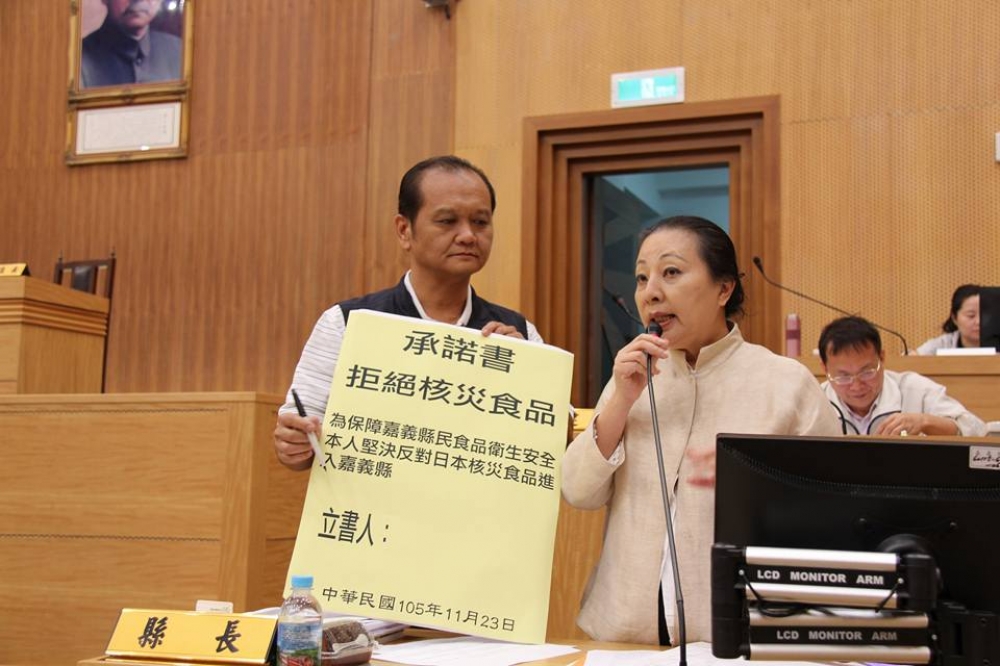 承諾書
拒絕核災食品
為保障嘉義縣民食品衛生安全
本人堅決反對日本核災食品進
入嘉義縣
立書人：
中華民國105年11月23日
縣 長
LCD MONITOR ARM
LCD MONITOR ARM